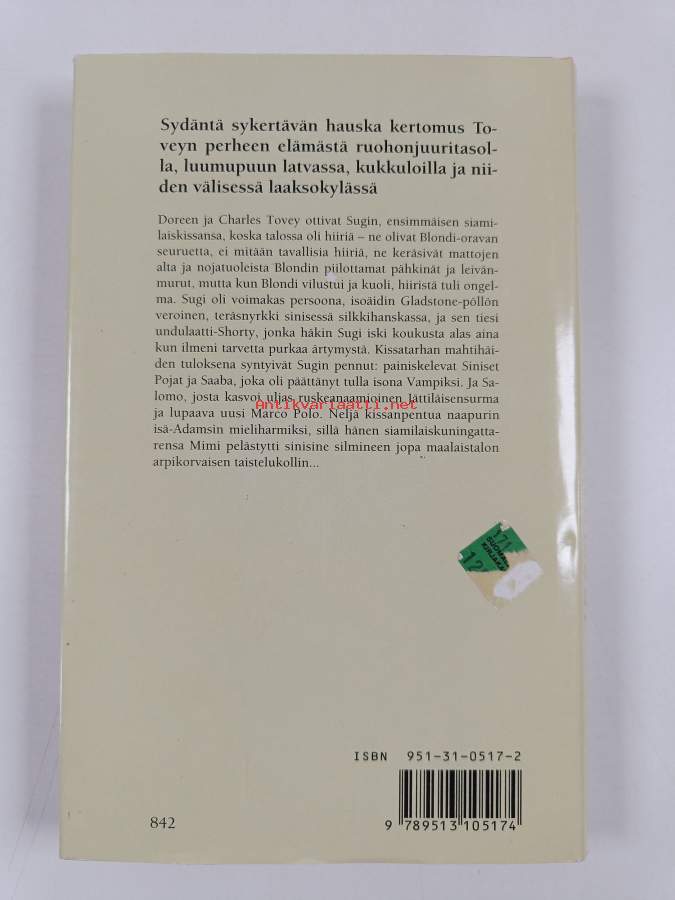 Sydäntä sykertävän hauska kertomus To-
veyn perheen elämästä ruohonjuuritasol-
la, luumupuun latvassa, kukkuloilla ja nii-
den välisessä laaksokylässä
Doreen ja Charles Tovey ottivat Sugin, ensimmäisen siami-
laiskissansa, koska talossa oli hiiriä – ne olivat Blondi-oravan
seuruetta, ei mitään tavallisia hiiriä, ne keräsivät mattojen
alta ja nojatuoleista Blondin piilottamat pähkinät ja leivän-
murut, mutta kun Blondi vilustui ja kuoli, hiiristä tuli ongel-
ma. Sugi oli voimakas persoona, isoäidin Gladstone-pöllön
veroinen, teräsnyrkki sinisessä silkkihanskassa, ja sen tiesi
undulaatti-Shorty, jonka häkin Sugi iski koukusta alas aina
kun ilmeni tarvetta purkaa ärtymystä. Kissatarhan mahtihäi-
den tuloksena syntyivät Sugin pennut: painiskelevat Siniset
Pojat ja Saaba, joka oli päättänyt tulla isona Vampiksi. Ja Sa-
lomo, josta kasvoi uljas ruskeanaamioinen Jättiläisensurma
ja lupaava uusi Marco Polo. Neljä kissanpentua naapurin
isä-Adamsin mieliharmiksi, sillä hänen siamilaiskuningatta-
rensa Mimi pelästytti sinisine silmineen jopa maalaistalon
arpikorvaisen taistelukollin...
Antikvariaatti.net
171
SUOMA
KIRJAKA
12
ISBN 951-31-0517-2
842
9 789513 105174